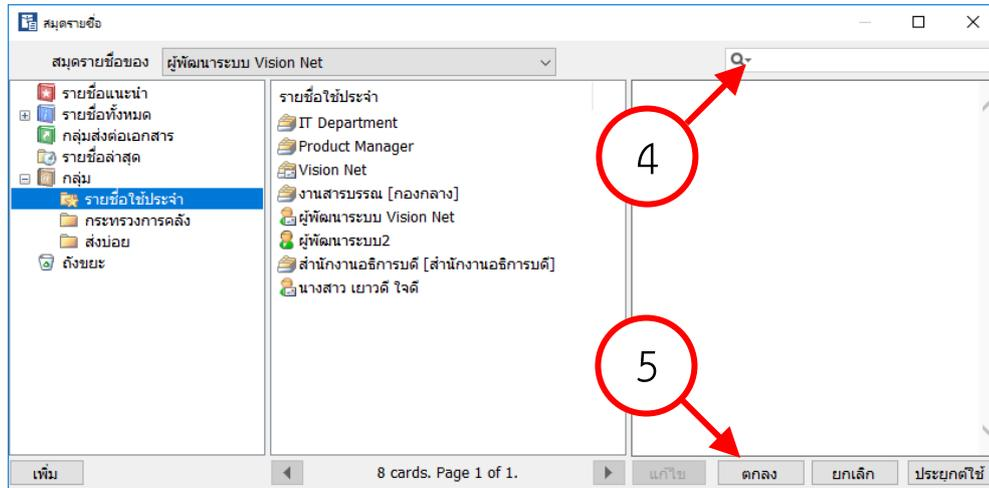 สมุดรายชื่อ
สมุดรายชื่อของ ผู้พัฒนาระบบ Vision Net
รายชื่อแนะนำ
รายชื่อทั้งหมด
กลุ่มส่งต่อเอกสาร
รายชื่อล่าสุด
กลุ่ม
รายชื่อใช้ประจำ
กระทรวงการคลัง
ส่งบ่อย
ถังขยะ
รายชื่อใช้ประจำ
IT Department
Product Manager
Vision Net
งานสารบรรณ [กองกลาง]
ผู้พัฒนาระบบ Vision Net
ผู้พัฒนาระบบ2
สำนักงานอธิการบดี [สำนักงานอธิการบดี]
นางสาว เยาวดี ใจดี
4
5
เพิ่ม
8 cards. Page 1 of 1.
แก้ไข ตกลง ยกเลิก ประยุกต์ใช้